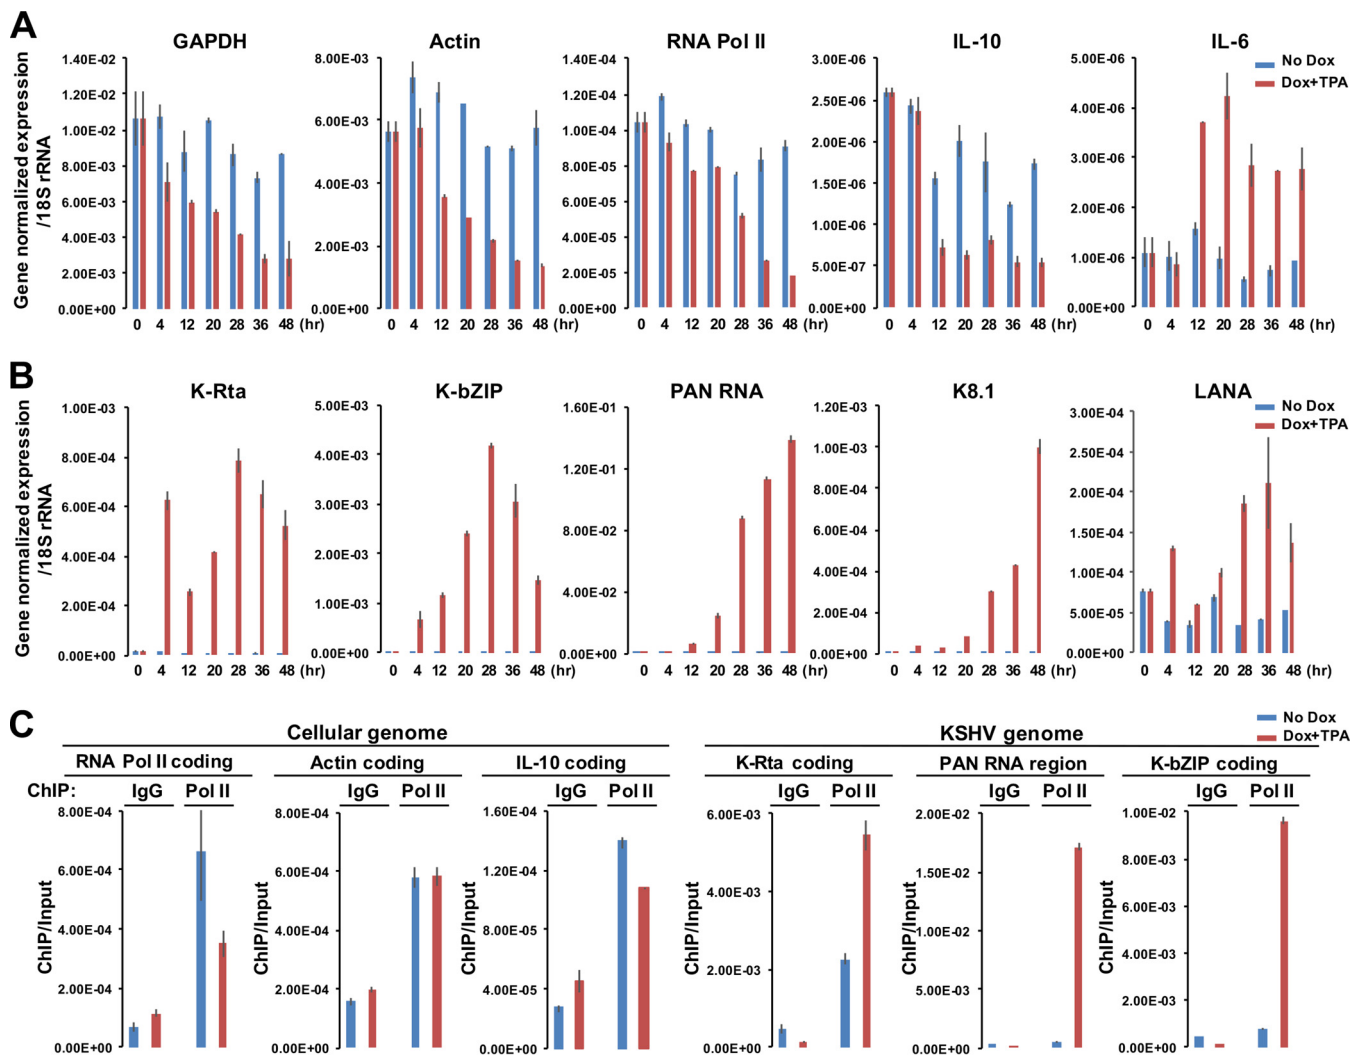 A
GAPDH
Actin
RNA Pol II
IL-10
IL-6
No Dox
Dox+TPA
Gene normalized expression
/18S rRNA
1.40E-02
1.20E-02
1.00E-02
8.00E-03
6.00E-03
4.00E-03
2.00E-03
0.00E+00
0 4 12 20 28 36 48 (hr)
8.00E-03
6.00E-03
4.00E-03
2.00E-03
0.00E+00
0 4 12 20 28 36 48 (hr)
1.40E-04
1.20E-04
1.00E-04
8.00E-05
6.00E-05
4.00E-05
2.00E-05
0.00E+00
0 4 12 20 28 36 48 (hr)
3.00E-06
2.50E-06
2.00E-06
1.50E-06
1.00E-06
5.00E-07
0.00E+00
0 4 12 20 28 36 48 (hr)
5.00E-06
4.00E-06
3.00E-06
2.00E-06
1.00E-06
0.00E+00
0 4 12 20 28 36 48 (hr)
B
K-Rta
K-bZIP
PAN RNA
K8.1
LANA
No Dox
Dox+TPA
Gene normalized expression
/18S rRNA
1.00E-03
8.00E-04
6.00E-04
4.00E-04
2.00E-04
0.00E+00
0 4 12 20 28 36 48 (hr)
5.00E-03
4.00E-03
3.00E-03
2.00E-03
1.00E-03
0.00E+00
0 4 12 20 28 36 48 (hr)
1.60E-01
1.20E-01
8.00E-02
4.00E-02
0.00E+00
0 4 12 20 28 36 48 (hr)
1.20E-03
1.00E-03
8.00E-04
6.00E-04
4.00E-04
2.00E-04
0.00E+00
0 4 12 20 28 36 48 (hr)
3.00E-04
2.50E-04
2.00E-04
1.50E-04
1.00E-04
5.00E-05
0.00E+00
0 4 12 20 28 36 48 (hr)
C
Cellular genome
KSHV genome
No Dox
Dox+TPA
RNA Pol II coding
Actin coding
IL-10 coding
K-Rta coding
PAN RNA region
K-bZIP coding
ChIP:
IgG Pol II
IgG Pol II
IgG Pol II
IgG Pol II
IgG Pol II
IgG Pol II
ChIP/Input
8.00E-04
6.00E-04
4.00E-04
2.00E-04
0.00E+00
ChIP/Input
8.00E-04
6.00E-04
4.00E-04
2.00E-04
0.00E+00
ChIP/Input
1.60E-04
1.20E-04
8.00E-05
4.00E-05
0.00E+00
ChIP/Input
6.00E-03
4.00E-03
2.00E-03
0.00E+00
ChIP/Input
2.00E-02
1.50E-02
1.00E-02
5.00E-03
0.00E+00
ChIP/Input
1.00E-02
8.00E-03
6.00E-03
4.00E-03
2.00E-03
0.00E+00